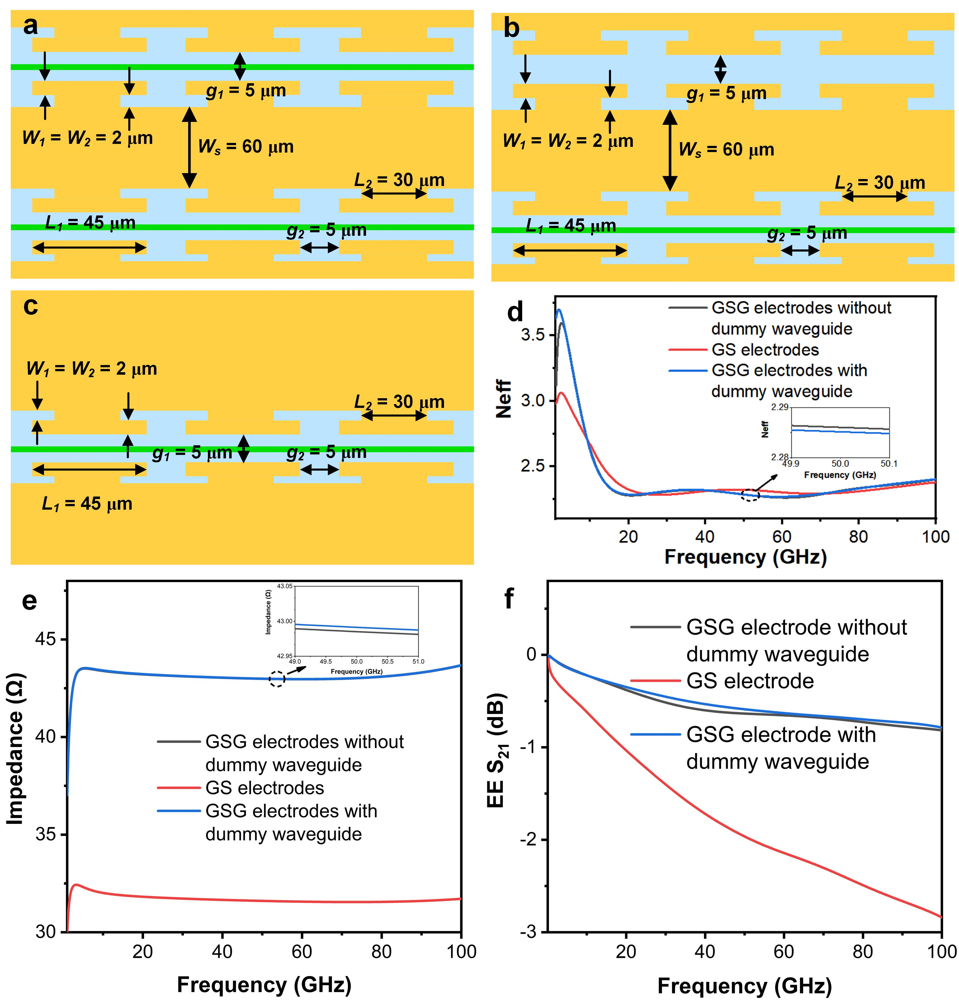 a
g1 = 5 μm
W1 = W2 = 2 μm
Ws = 60 μm
L2 = 30 μm
L1 = 45 μm
g2 = 5 μm
b
g1 = 5 μm
W1 = W2 = 2 μm
Ws = 60 μm
L2 = 30 μm
L1 = 45 μm
g2 = 5 μm
c
W1 = W2 = 2 μm
L2 = 30 μm
g1 = 5 μm
g2 = 5 μm
L1 = 45 μm
d
GSG electrodes without
dummy waveguide
GS electrodes
GSG electrodes with
dummy waveguide
3.5
3.0
2.5
Neff
2.29
2.28
Neff
49.9 50.0 50.1
Frequency (GHz)
20 40 60 80 100
Frequency (GHz)
e
43.05
43.00
42.95
Impedance (Ω)
49.0 49.5 50.0 50.5 51.0
Frequency (GHz)
45
40
35
30
Impedance (Ω)
GSG electrodes without
dummy waveguide
GS electrodes
GSG electrodes with
dummy waveguide
20 40 60 80 100
Frequency (GHz)
f
GSG electrode without
dummy waveguide
GS electrode
GSG electrode with
dummy waveguide
0
-1
-2
-3
EE S21 (dB)
20 40 60 80 100
Frequency (GHz)